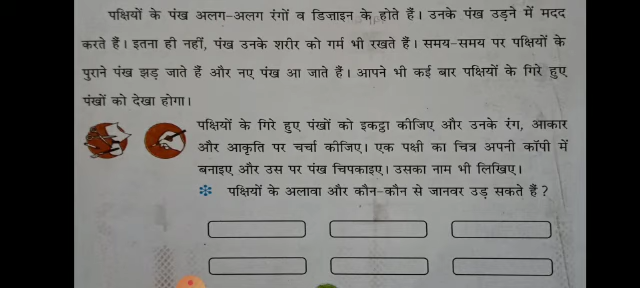 पक्षियों के पंख अलग-अलग रंगों व डिज़ाइन के होते हैं। उनके पंख उड़ने में मदद
करते हैं। इतना ही नहीं, पंख उनके शरीर को गर्म भी रखते हैं। समय-समय पर पक्षियों के
पुराने पंख झड़ जाते हैं और नए पंख आ जाते हैं। आपने भी कई बार पक्षियों के गिरे हुए
पंखों को देखा होगा।
पक्षियों के गिरे हुए पंखों को इकट्ठा कीजिए और उनके रंग, आकार
और आकृति पर चर्चा कीजिए। एक पक्षी का चित्र अपनी कॉपी में
बनाइए और उस पर पंख चिपकाइए। उसका नाम भी लिखिए।
पक्षियों के अलावा और कौन-कौन से जानवर उड़ सकते हैं?